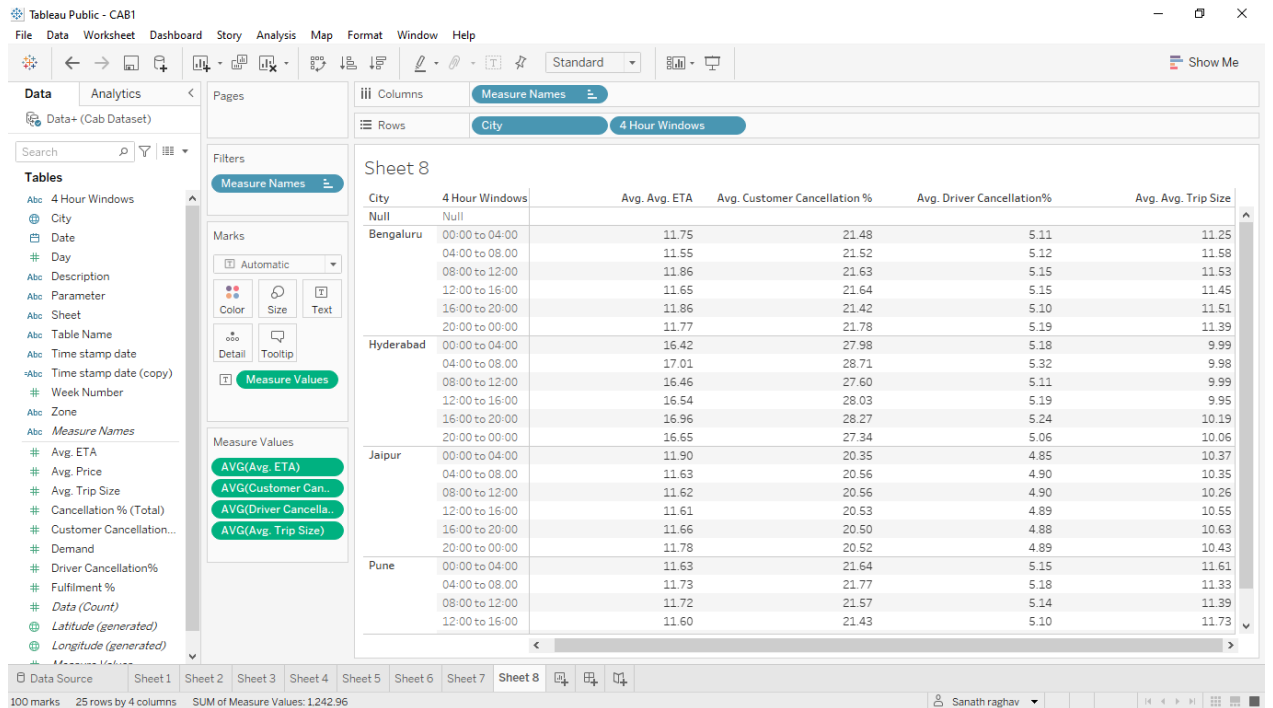 Tableau Public - CAB1
File Data Worksheet Dashboard Story Analysis Map Format Window Help
Standard
Show Me
Data Analytics
Data+ (Cab Dataset)
Search
Tables
Abc 4 Hour Windows
City
Date
# Day
Abc Description
Abc Parameter
Abc Sheet
Abc Table Name
Abc Time stamp date
=Abc Time stamp date (copy)
# Week Number
Abc Zone
Abc Measure Names
# Avg. ETA
# Avg. Price
# Avg. Trip Size
# Cancellation % (Total)
# Customer Cancellation...
# Demand
# Driver Cancellation%
# Fulfilment %
# Data (Count)
Latitude (generated)
Longitude (generated)
# Measure Values
Pages
Filters
Measure Names
Marks
T Automatic
Color Size Text
Detail Tooltip
T Measure Values
Measure Values
AVG(Avg. ETA)
AVG(Customer Can..
AVG(Driver Cancella..
AVG(Avg. Trip Size)
Columns Measure Names
Rows City 4 Hour Windows
Sheet 8
City 4 Hour Windows Avg. Avg. ETA Avg. Customer Cancellation % Avg. Driver Cancellation% Avg. Avg. Trip Size
Null Null
Bengaluru 00:00 to 04:00 11.75 21.48 5.11 11.25
04:00 to 08.00 11.55 21.52 5.12 11.58
08:00 to 12:00 11.86 21.63 5.15 11.53
12:00 to 16:00 11.65 21.64 5.15 11.45
16:00 to 20:00 11.86 21.42 5.10 11.51
20:00 to 00:00 11.77 21.78 5.19 11.39
Hyderabad 00:00 to 04:00 16.42 27.98 5.18 9.99
04:00 to 08.00 17.01 28.71 5.32 9.98
08:00 to 12:00 16.46 27.60 5.11 9.99
12:00 to 16:00 16.54 28.03 5.19 9.95
16:00 to 20:00 16.96 28.27 5.24 10.19
20:00 to 00:00 16.65 27.34 5.06 10.06
Jaipur 00:00 to 04:00 11.90 20.35 4.85 10.37
04:00 to 08.00 11.63 20.56 4.90 10.35
08:00 to 12:00 11.62 20.56 4.90 10.26
12:00 to 16:00 11.61 20.53 4.89 10.55
16:00 to 20:00 11.66 20.50 4.88 10.63
20:00 to 00:00 11.78 20.52 4.89 10.43
Pune 00:00 to 04:00 11.63 21.64 5.15 11.61
04:00 to 08.00 11.73 21.77 5.18 11.33
08:00 to 12:00 11.72 21.57 5.14 11.39
12:00 to 16:00 11.60 21.43 5.10 11.73
Data Source Sheet 1 Sheet 2 Sheet 3 Sheet 4 Sheet 5 Sheet 6 Sheet 7 Sheet 8
100 marks 25 rows by 4 columns SUM of Measure Values: 1,242.96 Sanath raghav